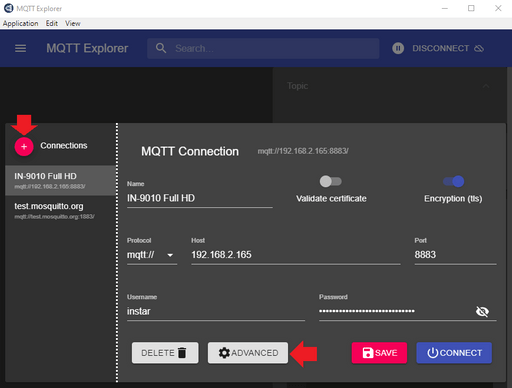 MQTT Explorer
Application Edit View
MQTT Explorer Search... DISCONNECT
Topic
+ Connections
IN-9010 Full HD
mqtt://192.168.2.165:8883/
test.mosquitto.org
mqtt://test.mosquitto.org:1883/
MQTT Connection mqtt://192.168.2.165:8883/
Name
IN-9010 Full HD
Validate certificate Encryption (tls)
Protocol Host Port
mqtt:// 192.168.2.165 8883
Username Password
instar ••••••••••••••••••••••••••••
DELETE ADVANCED SAVE CONNECT